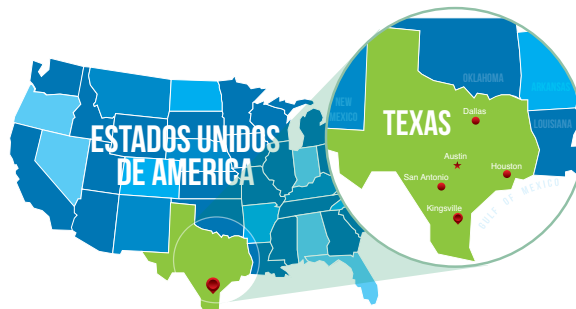 ESTADOS UNIDOS
DE AMERICA
OKLAHOMA
ARKANSAS
NEW
MEXICO
LOUISIANA
TEXAS
Dallas
Austin
San Antonio
Houston
Kingsville
GULF OF MEXICO